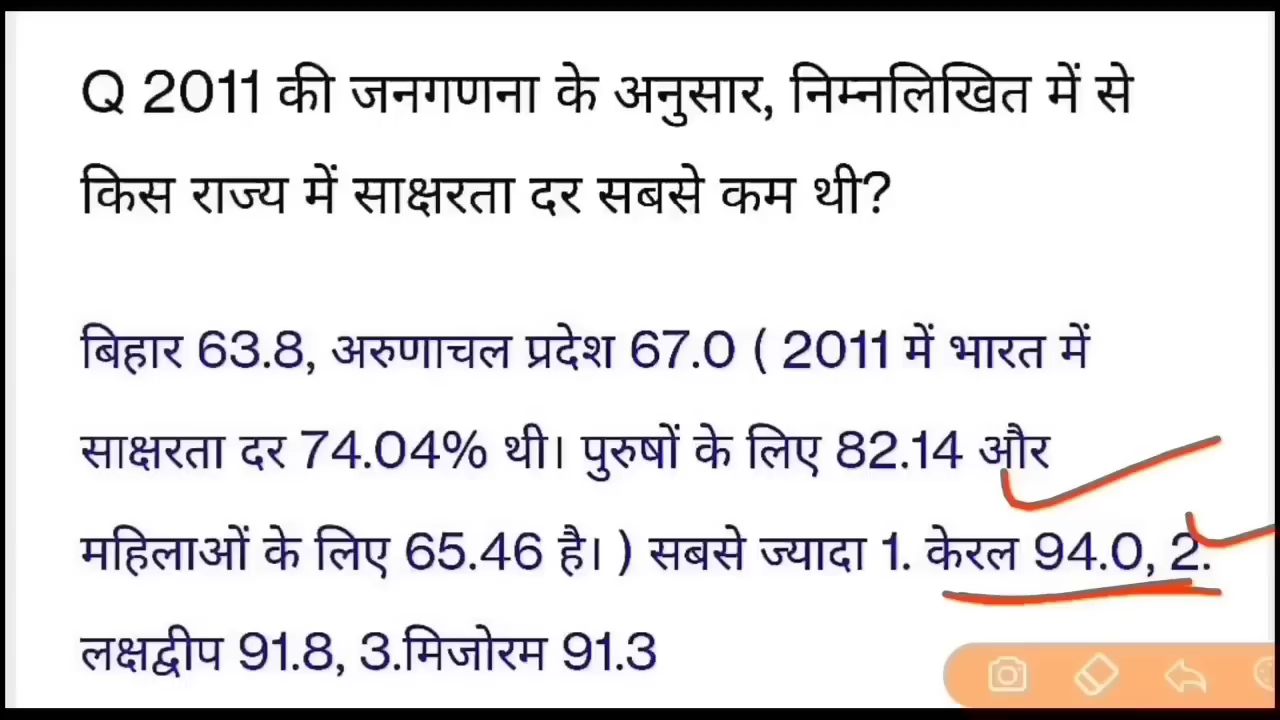 Q 2011 की जनगणना के अनुसार, निम्नलिखित में से
किस राज्य में साक्षरता दर सबसे कम थी?
बिहार 63.8, अरुणाचल प्रदेश 67.0 ( 2011 में भारत में
साक्षरता दर 74.04% थी। पुरुषों के लिए 82.14 और
महिलाओं के लिए 65.46 है। ) सबसे ज्यादा 1. केरल 94.0, 2.
लक्षद्वीप 91.8, 3.मिजोरम 91.3